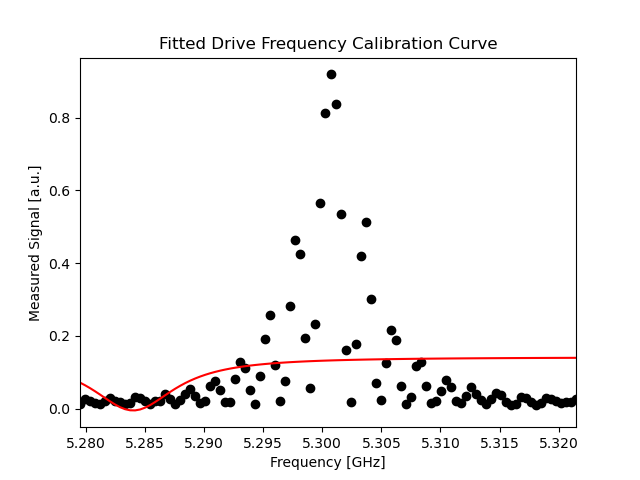 Fitted Drive Frequency Calibration Curve
0.8
0.6
0.4
0.2
0.0
Measured Signal [a.u.]
5.280 5.285 5.290 5.295 5.300 5.305 5.310 5.315 5.320
Frequency [GHz]